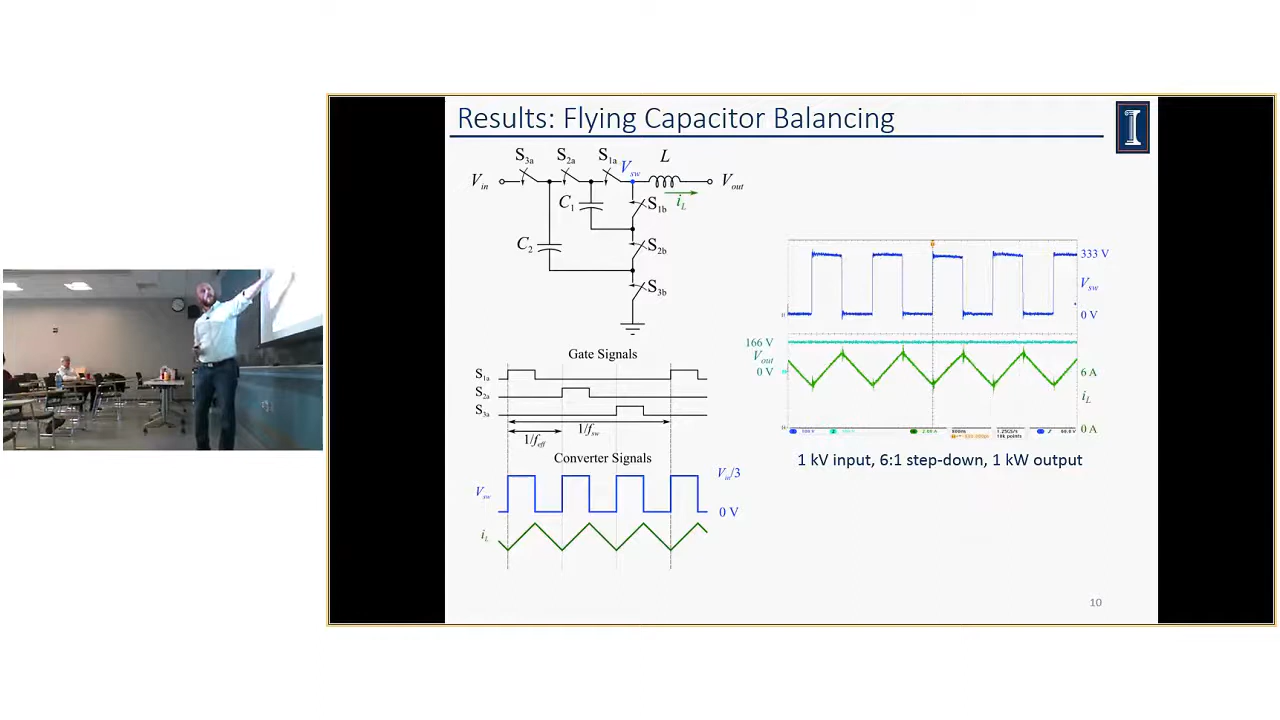 Results: Flying Capacitor Balancing
S3a S2a S1a Vsw L
Vin Vout
C1 S1b iL
C2 S2b
S3b
Gate Signals
S1a
S2a
S3a
1/fsw
1/feff
Converter Signals
Vsw Vin/3
0 V
iL
333 V
Vsw
0 V
166 V
Vout
0 V 6 A
iL
0 A
1 kV input, 6:1 step-down, 1 kW output
10